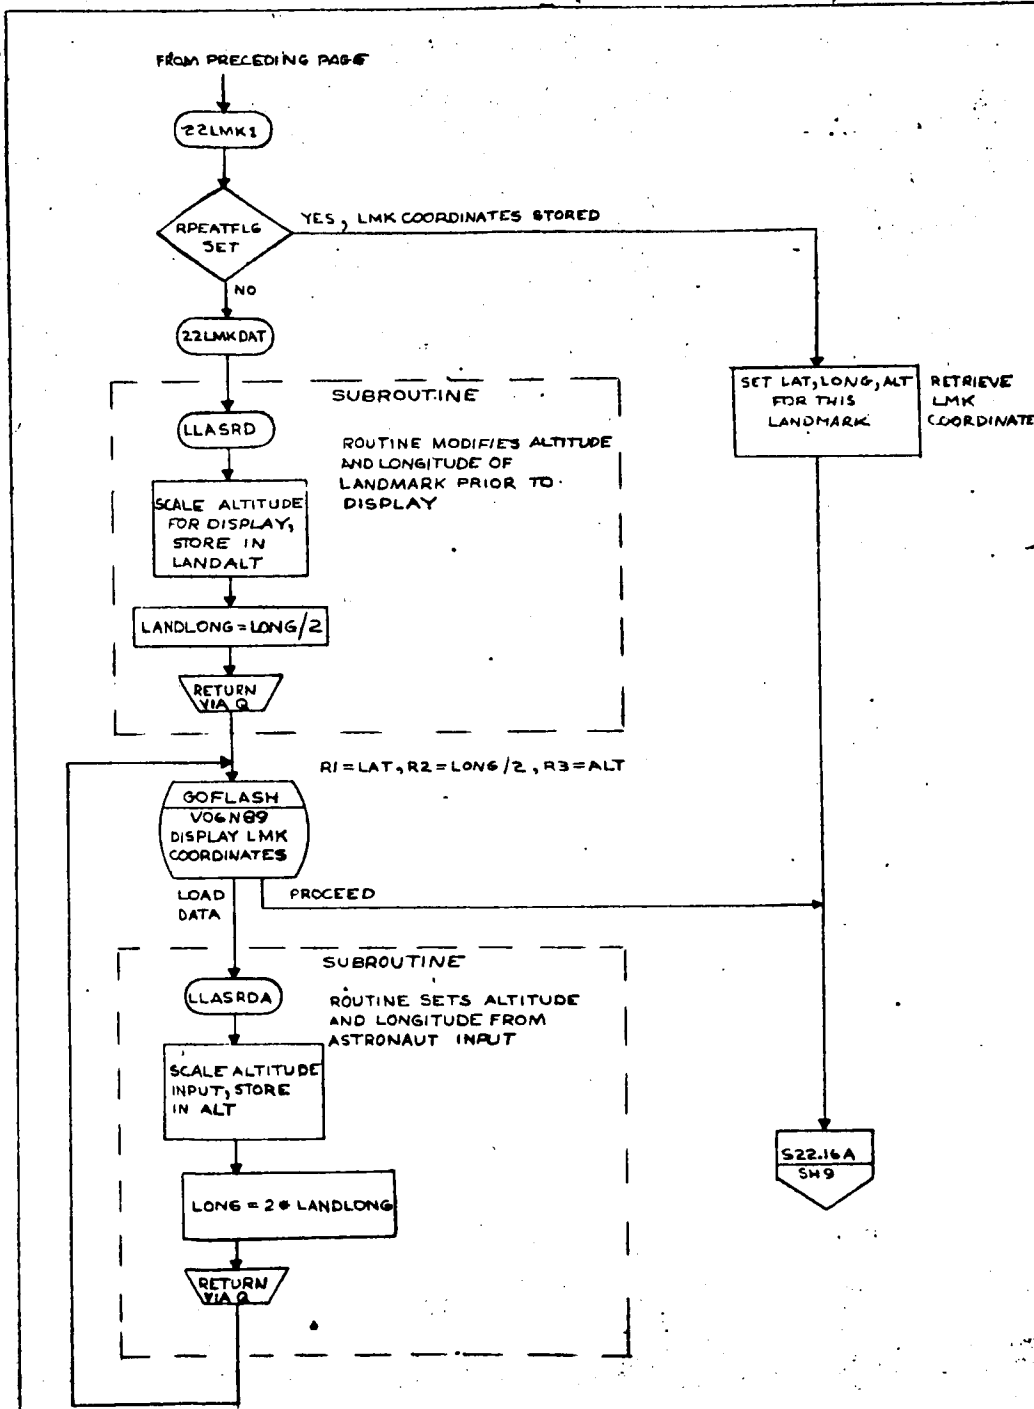 FROM PRECEDING PAGE
22LMK1
RPEATFLG
SET
YES, LMK COORDINATES STORED
NO
22LMKDAT
SET LAT, LONG, ALT
FOR THIS
LANDMARK
RETRIEVE
LMK
COORDINATE
SUBROUTINE
LLASRD
ROUTINE MODIFIES ALTITUDE
AND LONGITUDE OF
LANDMARK PRIOR TO
DISPLAY
SCALE ALTITUDE
FOR DISPLAY,
STORE IN
LANDALT
LANDLONG = LONG/2
RETURN
VIA Q
R1 = LAT, R2 = LONG/2, R3 = ALT
GOFLASH
V06N89
DISPLAY LMK
COORDINATES
LOAD
DATA
PROCEED
SUBROUTINE
LLASRDA
ROUTINE SETS ALTITUDE
AND LONGITUDE FROM
ASTRONAUT INPUT
SCALE ALTITUDE
INPUT, STORE
IN ALT
LONG = 2 * LANDLONG
RETURN
VIA Q
S22.16A
SH9